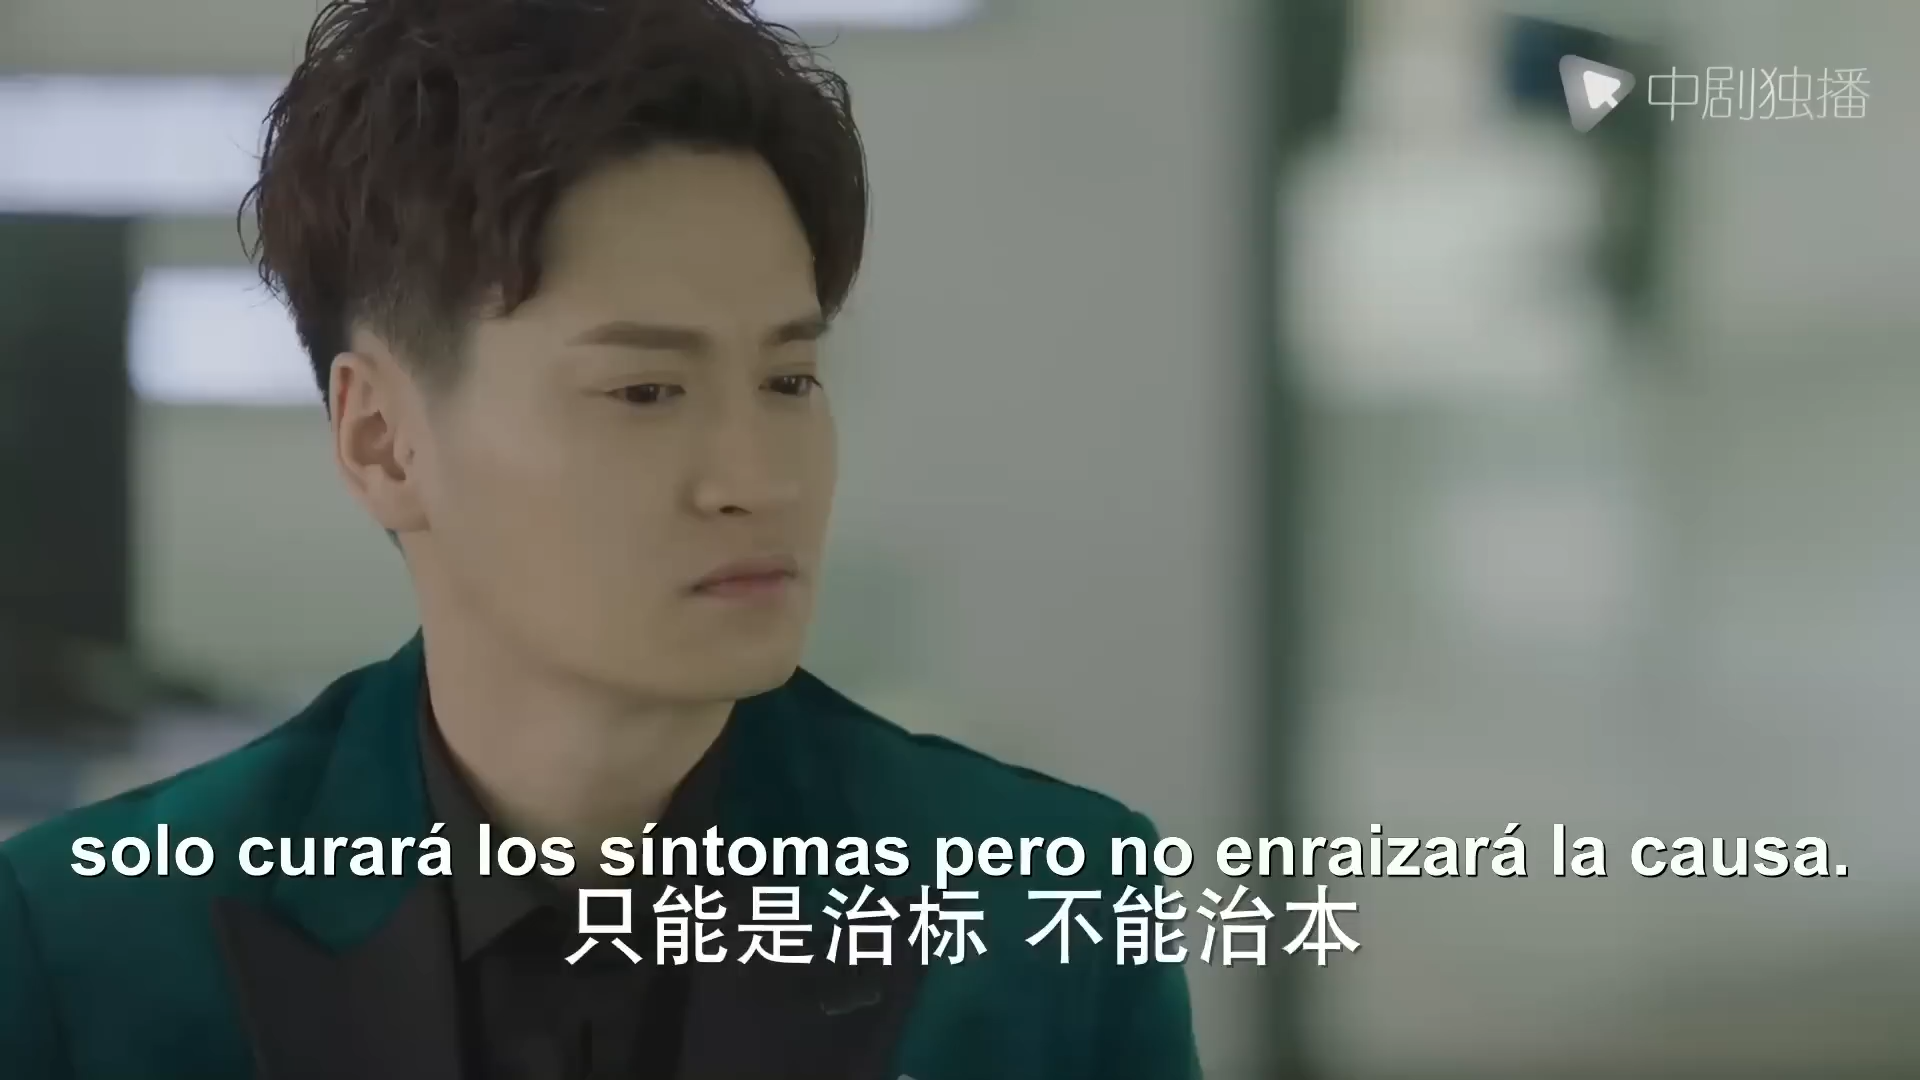 中剧独播
solo curará los síntomas pero no enraizará la causa.
只能是治标 不能治本